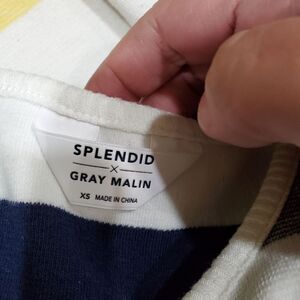 SPLENDID
×
GRAY MALIN
XS MADE IN CHINA